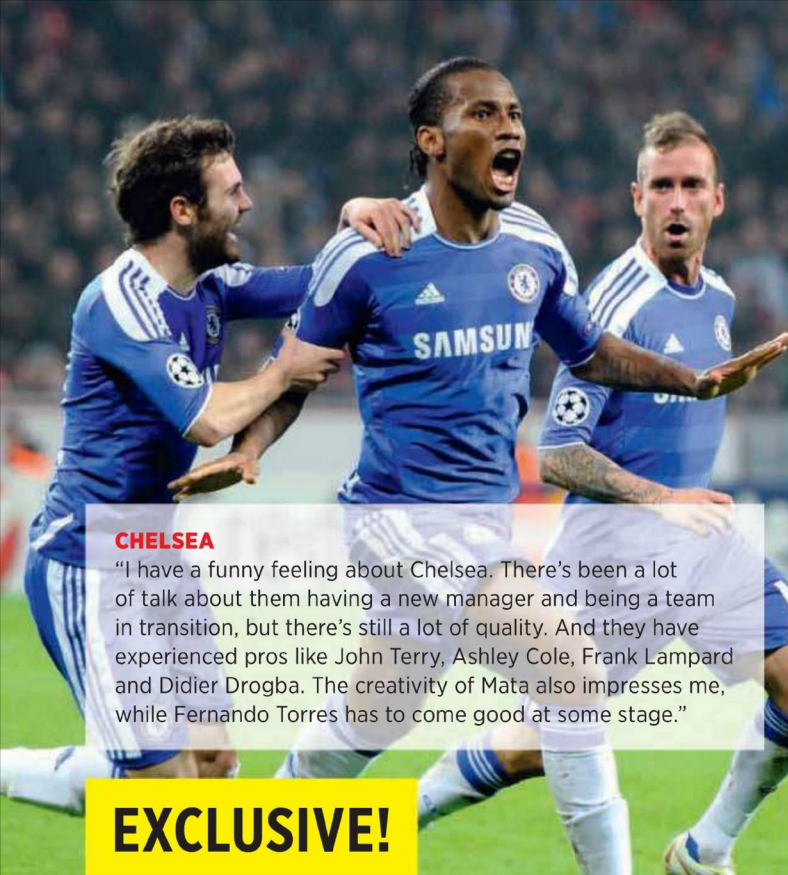 SAMSUN
CHELSEA
“I have a funny feeling about Chelsea. There’s been a lot
of talk about them having a new manager and being a team
in transition, but there’s still a lot of quality. And they have
experienced pros like John Terry, Ashley Cole, Frank Lampard
and Didier Drogba. The creativity of Mata also impresses me,
while Fernando Torres has to come good at some stage.”
EXCLUSIVE!